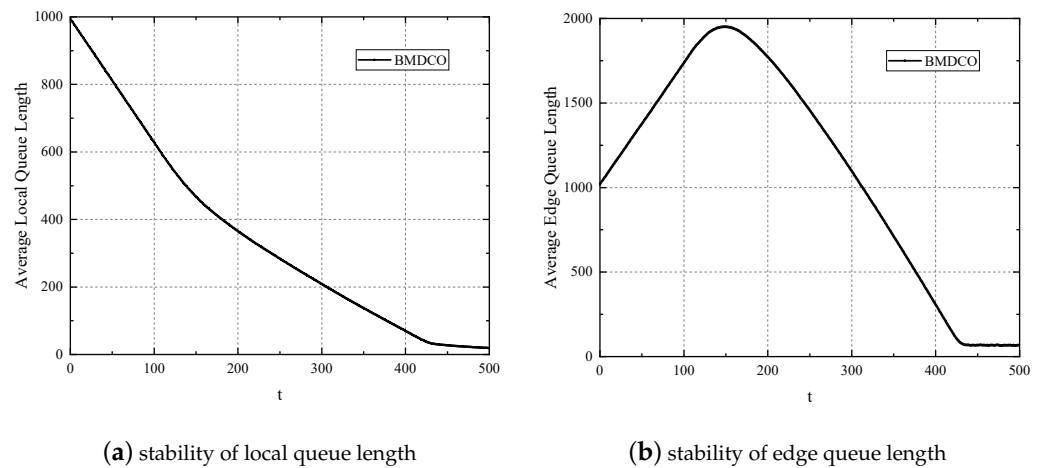 1000
800
600
400
200
0
0 100 200 300 400 500
Average Local Queue Length
t
BMDCO
2000
1500
1000
500
0
0 100 200 300 400 500
Average Edge Queue Length
t
BMDCO
(a) stability of local queue length
(b) stability of edge queue length